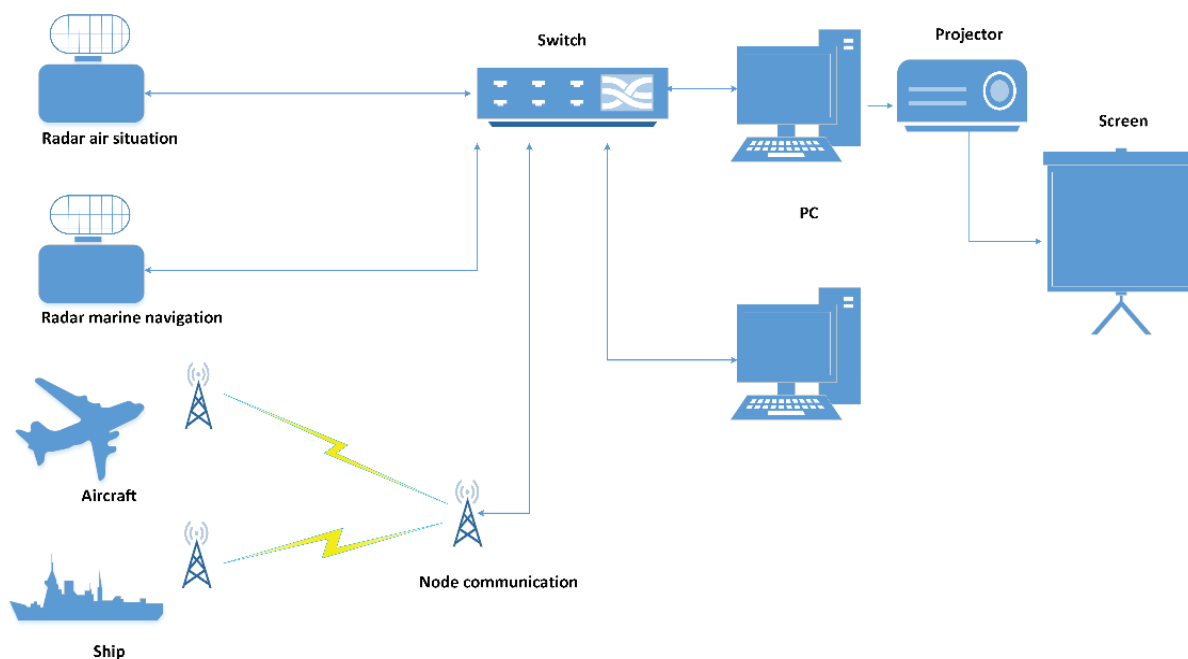 Switch
Projector
Radar air situation
Screen
PC
Radar marine navigation
Aircraft
Node communication
Ship